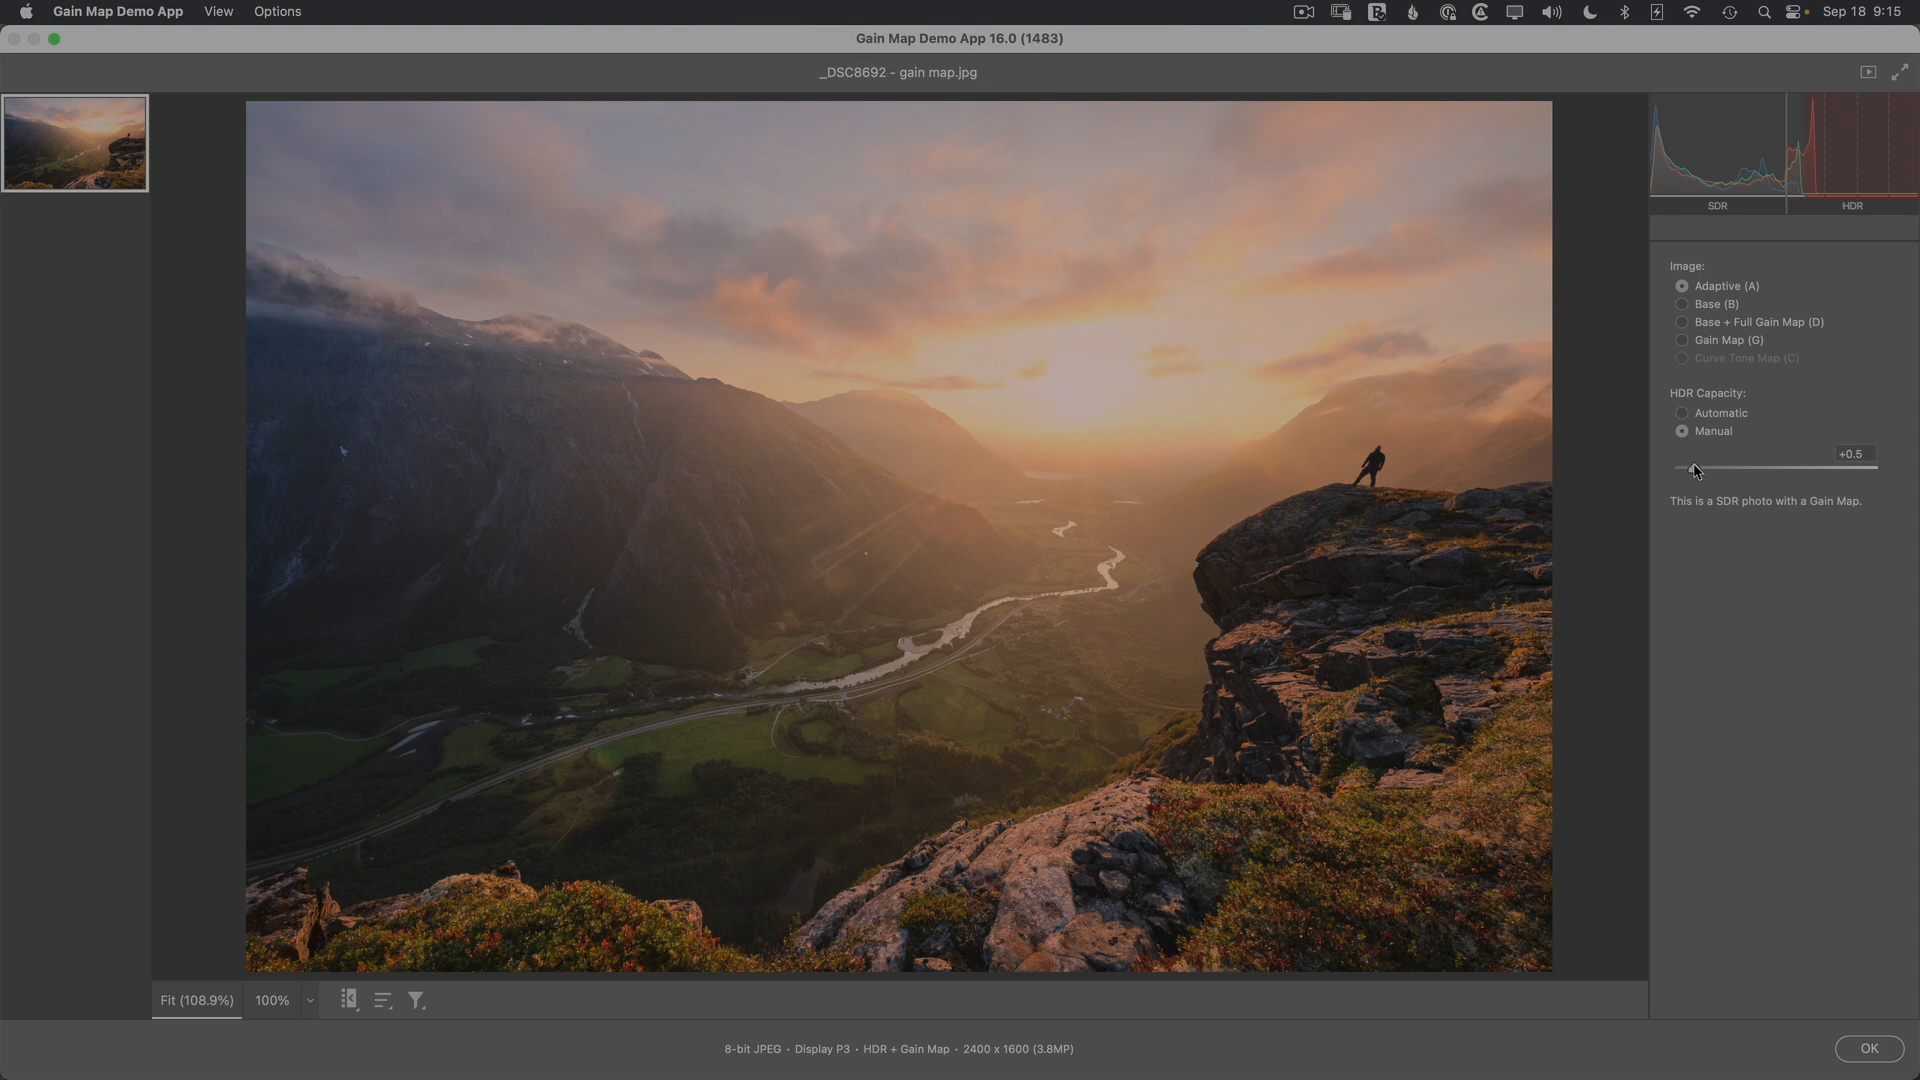 Gain Map Demo App View Options Sep 18 9:15
Gain Map Demo App 16.0 (1483)
_DSC8692 - gain map.jpg
SDR HDR
Image:
Adaptive (A)
Base (B)
Base + Full Gain Map (D)
Gain Map (G)
Curve Tone Map (C)
HDR Capacity:
Automatic
Manual
+0.5
This is a SDR photo with a Gain Map.
Fit (108.9%) 100%
8-bit JPEG · Display P3 · HDR + Gain Map · 2400 x 1600 (3.8MP)
OK